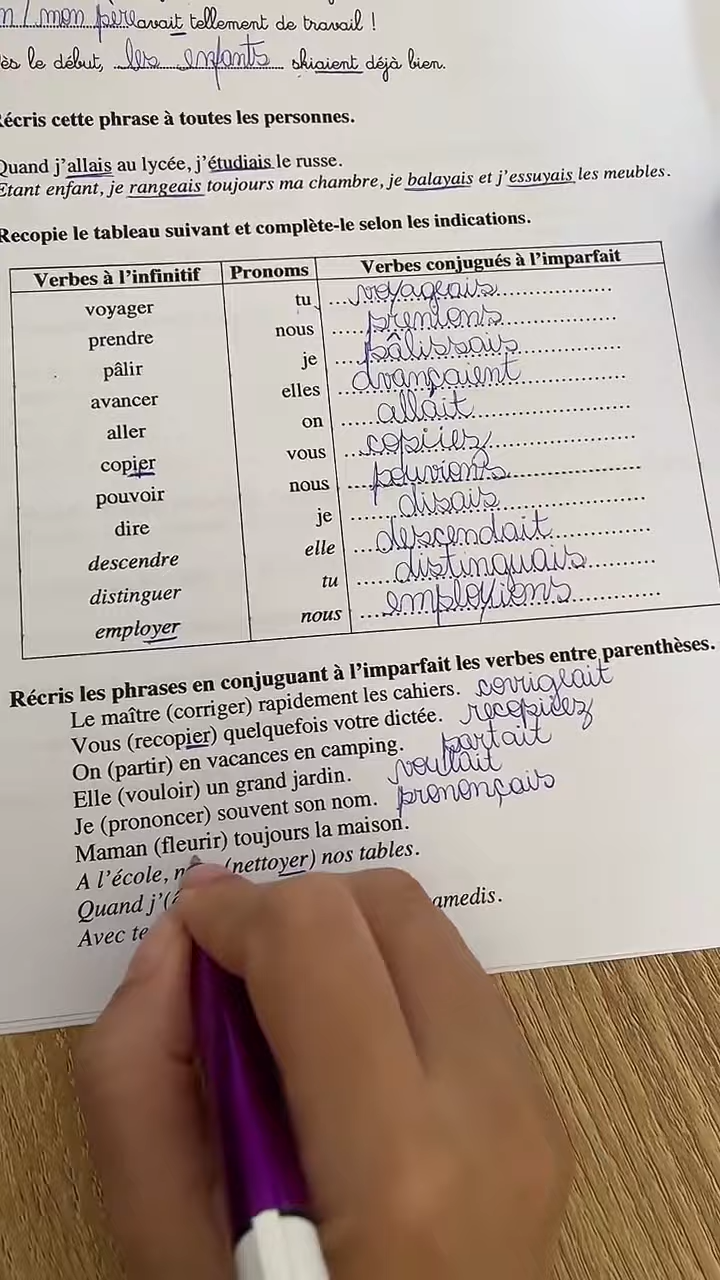 mon père avait tellement de travail !
le début, les enfants skiaient déjà bien.
écris cette phrase à toutes les personnes.
Quand j'allais au lycée, j'étudiais le russe.
Etant enfant, je rangeais toujours ma chambre, je balayais et j'essuyais les meubles.
Recopie le tableau suivant et complète-le selon les indications.
Verbes à l'infinitif Pronoms Verbes conjugués à l'imparfait
voyager tu voyageais
prendre nous prenions
pâlir je pâlissais
avancer elles avançaient
aller on allait
copier vous copiiez
pouvoir nous pouvions
dire je disais
descendre elle descendait
distinguer tu distinguais
employer nous employions
Récris les phrases en conjuguant à l'imparfait les verbes entre parenthèses.
Le maître (corriger) rapidement les cahiers. corrigeait
Vous (recopier) quelquefois votre dictée. recopiiez
On (partir) en vacances en camping. partait
Elle (vouloir) un grand jardin. voulait
Je (prononcer) souvent son nom. prononçais
Maman (fleurir) toujours la maison.
A l'école, (nettoyer) nos tables.
Quand j'( amedis.
Avec te